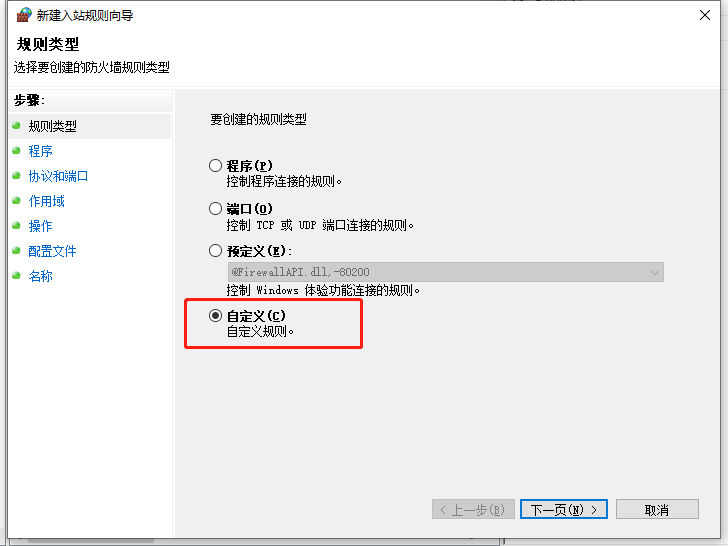 新建入站规则向导
规则类型
选择要创建的防火墙规则类型
步骤:
规则类型
程序
协议和端口
作用域
操作
配置文件
名称
要创建的规则类型
程序(P)
控制程序连接的规则。
端口(O)
控制 TCP 或 UDP 端口连接的规则。
预定义(E):
@FirewallAPI.dll,-80200
控制 Windows 体验功能连接的规则。
自定义(C)
自定义规则。
< 上一步(B)
下一页(N) >
取消